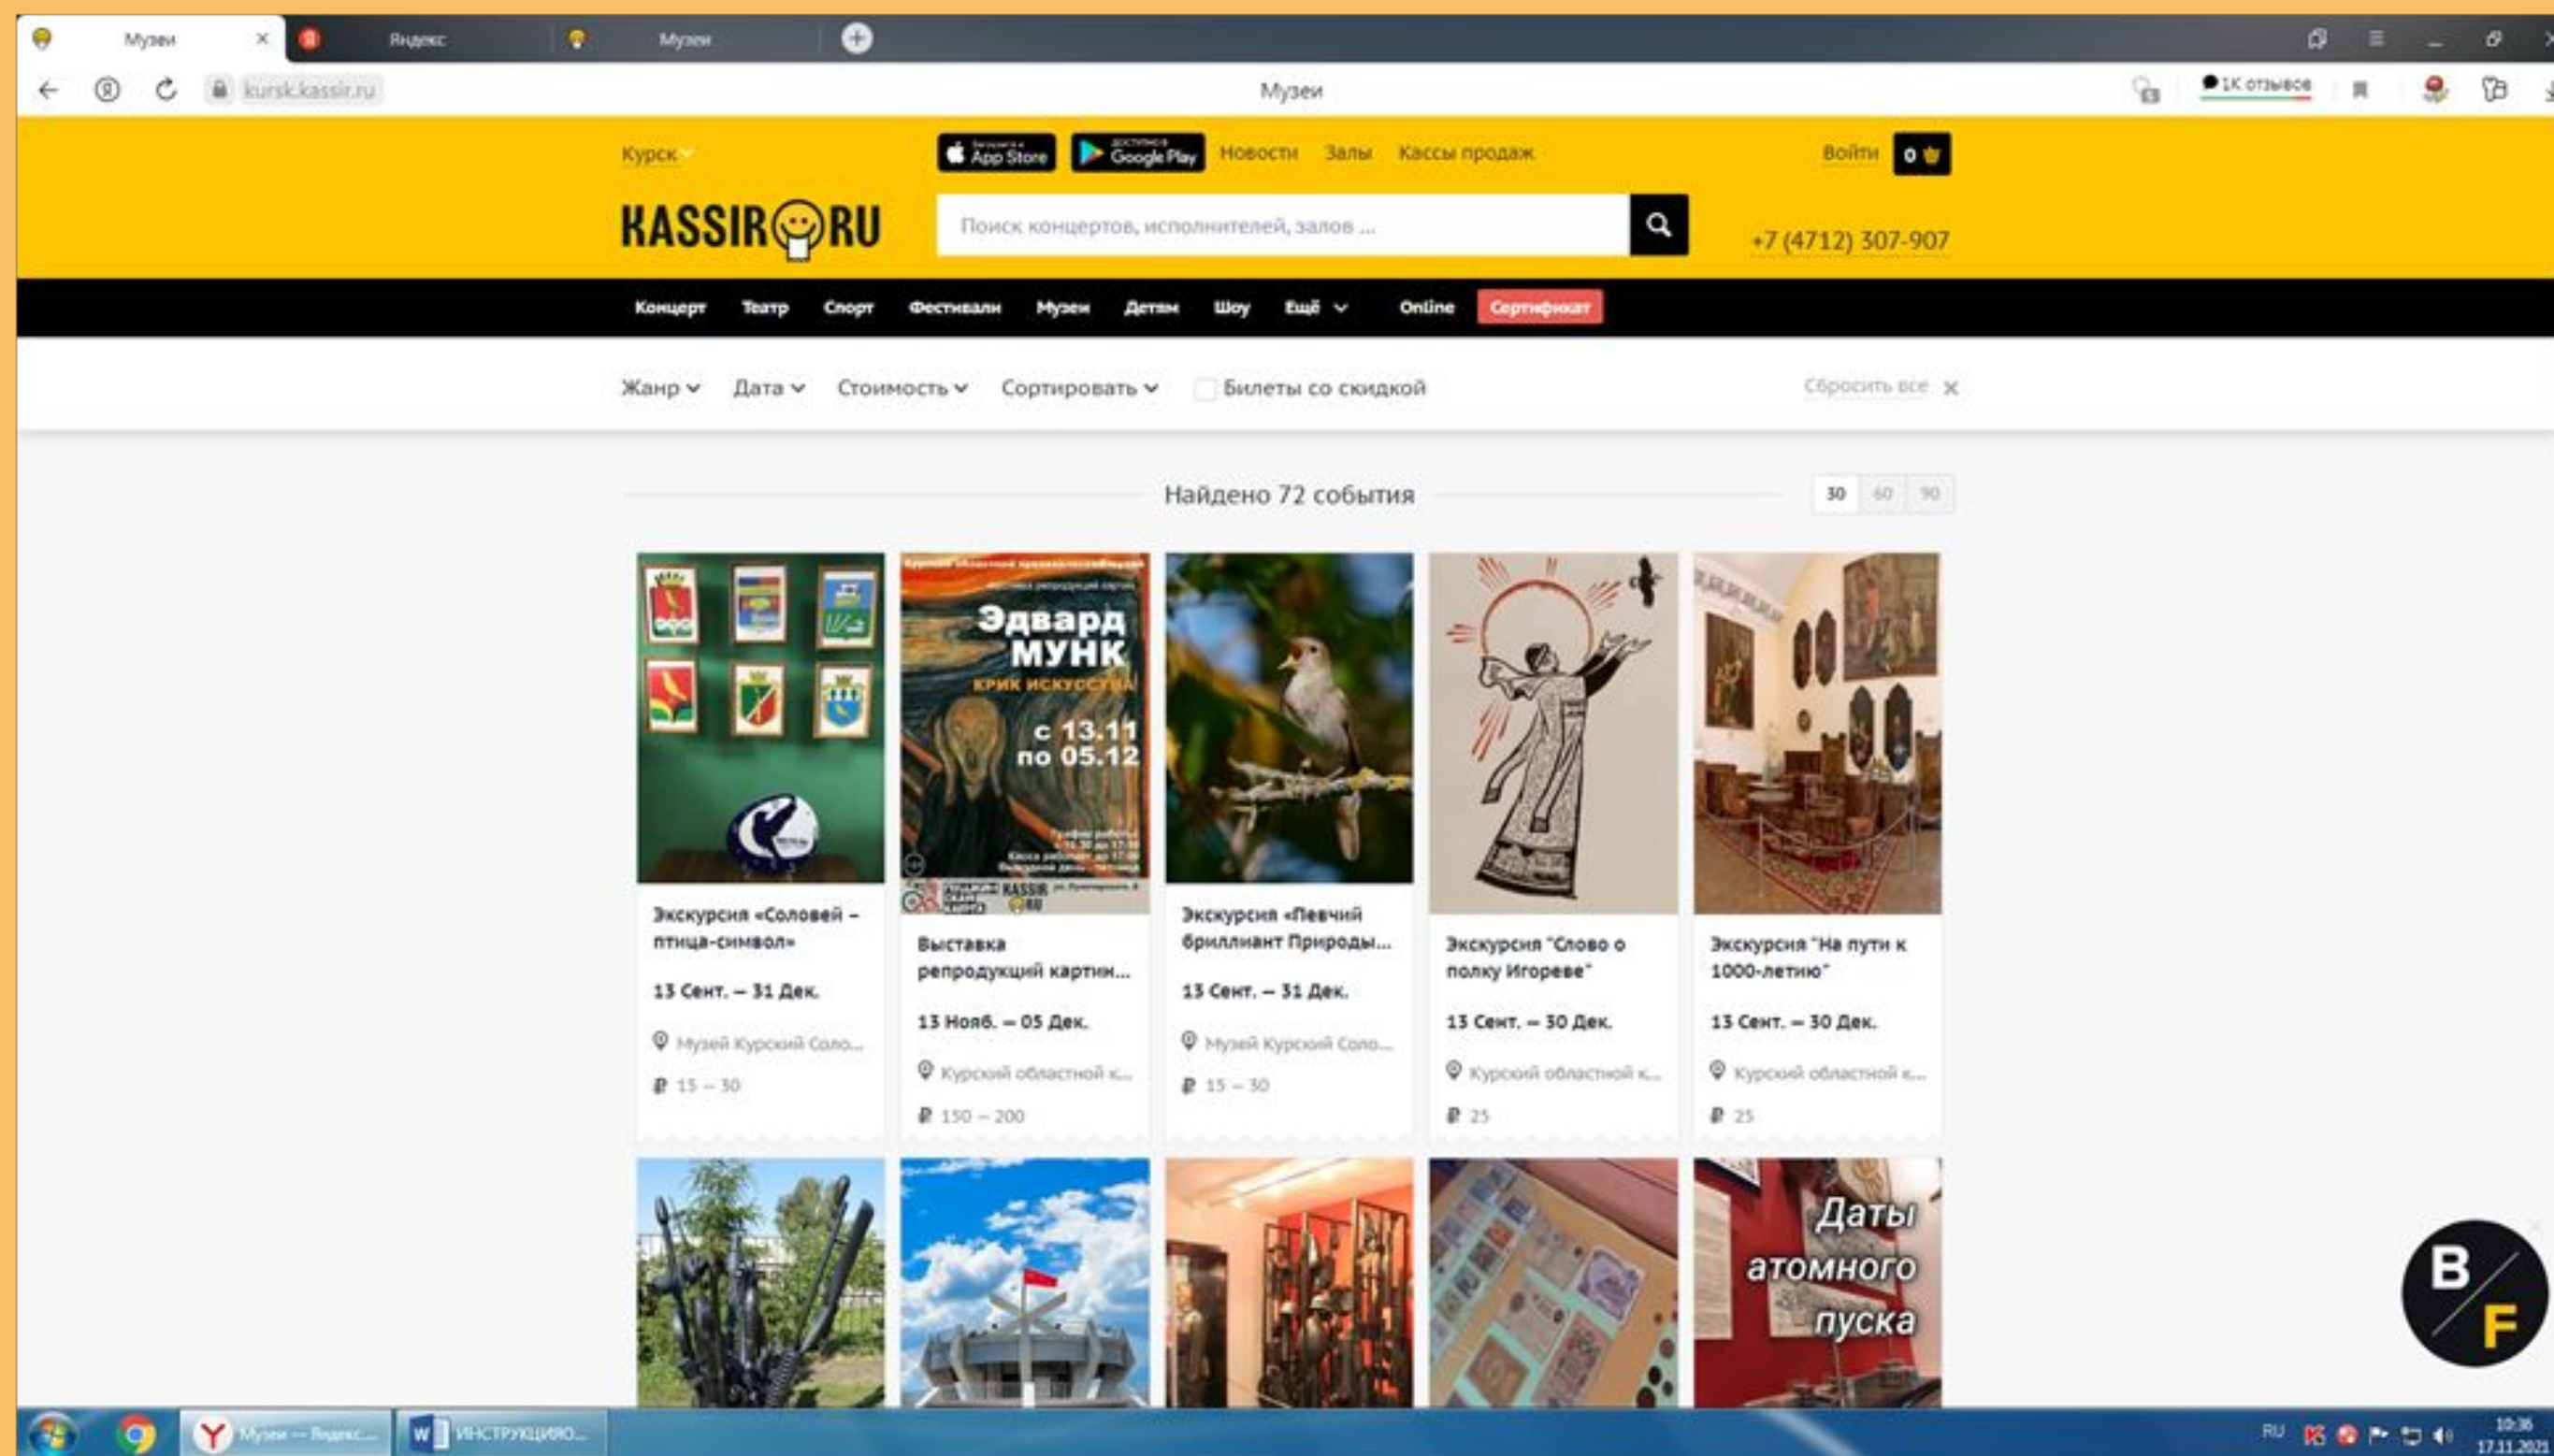 Музеи
Яндекс
Музеи
kursk.kassir.ru
Музеи
1K отзывов
Курск
Загрузите в
App Store
ДОСТУПНО В
Google Play
Новости Залы Кассы продаж
Войти
0
KASSIR RU
Поиск концертов, исполнителей, залов ...
+7 (4712) 307-907
Концерт Театр Спорт Фестивали Музеи Детям Шоу Ещё Online Сертификат
Жанр Дата Стоимость Сортировать Билеты со скидкой Сбросить все
Найдено 72 события
30 60 90
Эдвард
МУНК
КРИК ИСКУССТВА
с 13.11
по 05.12
KASSIR
RU
Экскурсия «Соловей –
птица-символ»
13 Сент. — 31 Дек.
Музей Курский Соло...
₽ 15 — 30
Выставка
репродукций картин...
13 Нояб. — 05 Дек.
Курский областной к...
₽ 150 — 200
Экскурсия «Певчий
бриллиант Природы...
13 Сент. — 31 Дек.
Музей Курский Соло...
₽ 15 — 30
Экскурсия "Слово о
полку Игореве"
13 Сент. — 30 Дек.
Курский областной к...
₽ 25
Экскурсия "На пути к
1000-летию"
13 Сент. — 30 Дек.
Курский областной к...
₽ 25
Даты
атомного
пуска
B
F
Музеи — Яндекс....
ИНСТРУКЦИЯО...
RU
10:36
17.11.2021